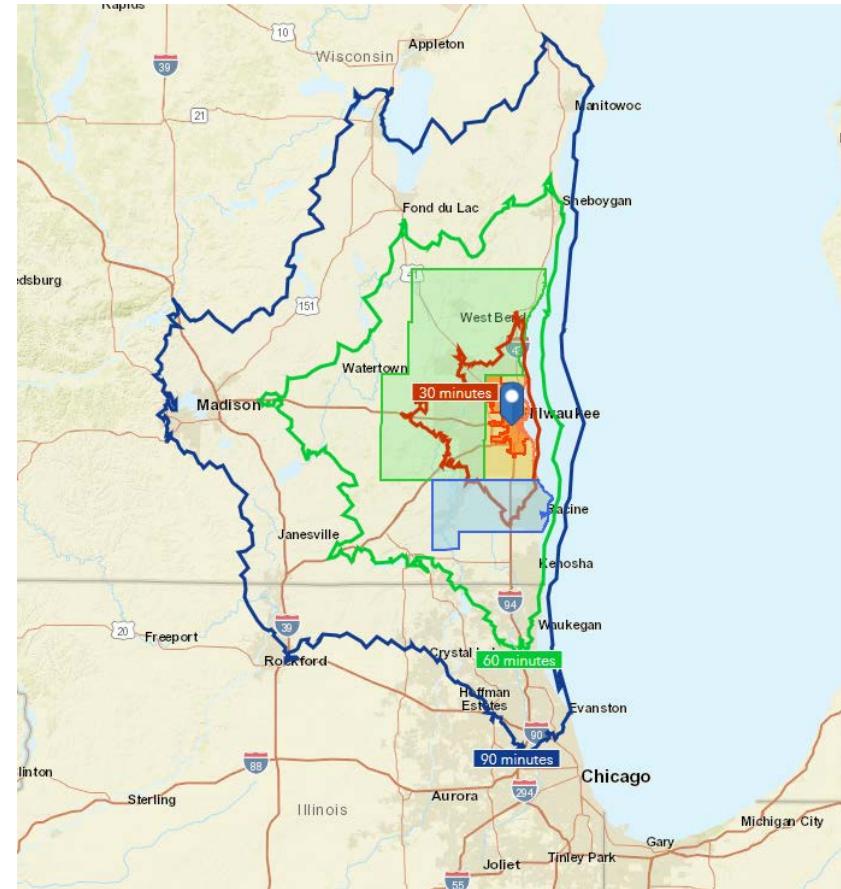 Rapids
10
Appleton
Wisconsin
39
Manitowoc
21
Sheboygan
Fond du Lac
41
edsburg
151
West Bend
43
Watertown
30 minutes
Madison
ilwaukee
Racine
Janesville
Kenosha
94
Waukegan
39
20
Freeport
Rockford
60 minutes
Hoffman
Estates
Evanston
90
90 minutes
88
linton
Chicago
Aurora
294
Sterling
Illinois
Michigan City
Gary
Tinley Park
Joliet
55